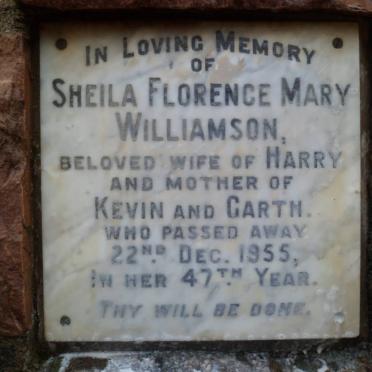 IN LOVING MEMORY
OF
SHEILA FLORENCE MARY
WILLIAMSON,
BELOVED WIFE OF HARRY
AND MOTHER OF
KEVIN AND GARTH.
WHO PASSED AWAY
22ND DEC. 1955,
IN HER 47TH YEAR.
THY WILL BE DONE.